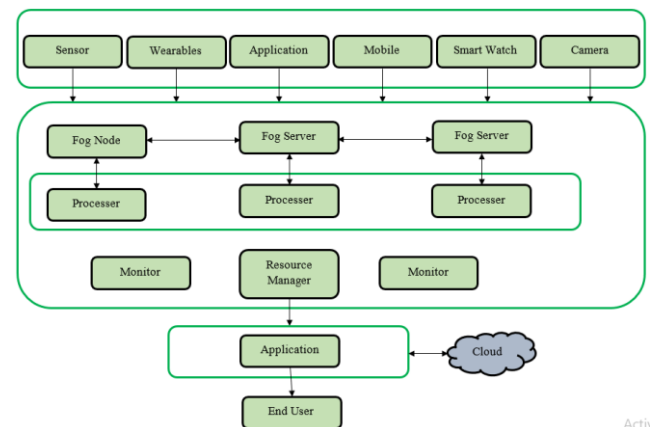 Sensor
Wearables
Application
Mobile
Smart Watch
Camera
Fog Node
Fog Server
Fog Server
Processer
Processer
Processer
Monitor
Resource
Manager
Monitor
Application
Cloud
End User
Activ